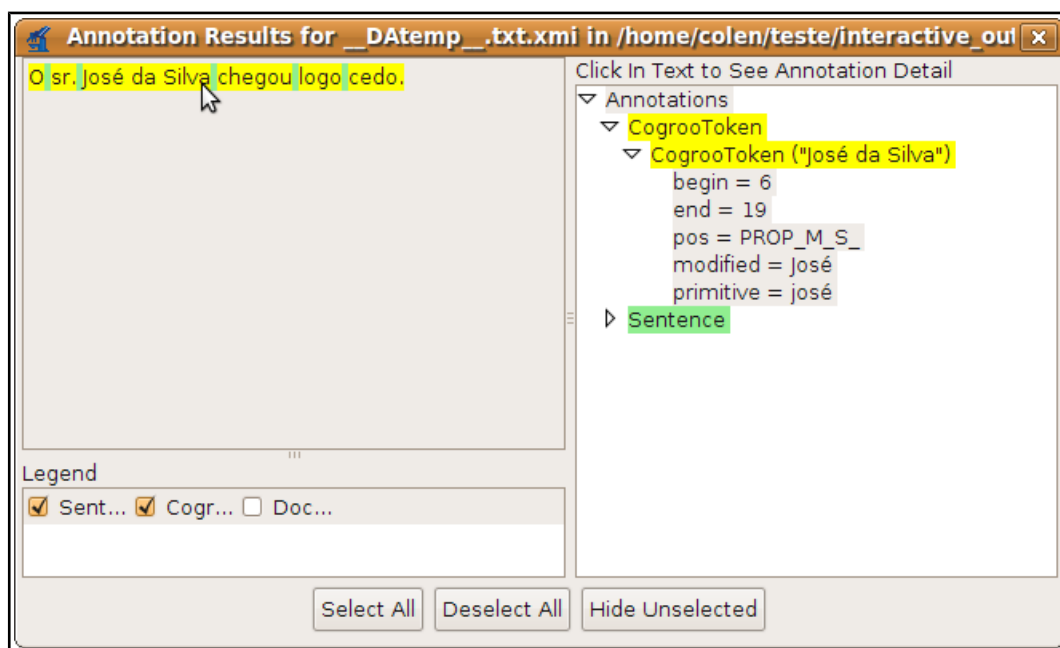 Annotation Results for __DAtemp__.txt.xmi in /home/colen/teste/interactive_out
O sr. José da Silva chegou logo cedo.
Click In Text to See Annotation Detail
Annotations
CogrooToken
CogrooToken ("José da Silva")
begin = 6
end = 19
pos = PROP_M_S_
modified = José
primitive = josé
Sentence
Legend
Sent... Cogr... Doc...
Select All Deselect All Hide Unselected